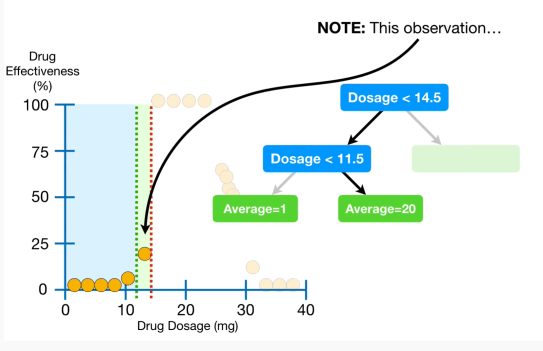 NOTE: This observation...
Drug
Effectiveness
(%)
100
75
50
25
0
0
10
20
30
40
Drug Dosage (mg)
Dosage < 14.5
Dosage < 11.5
Average=1
Average=20